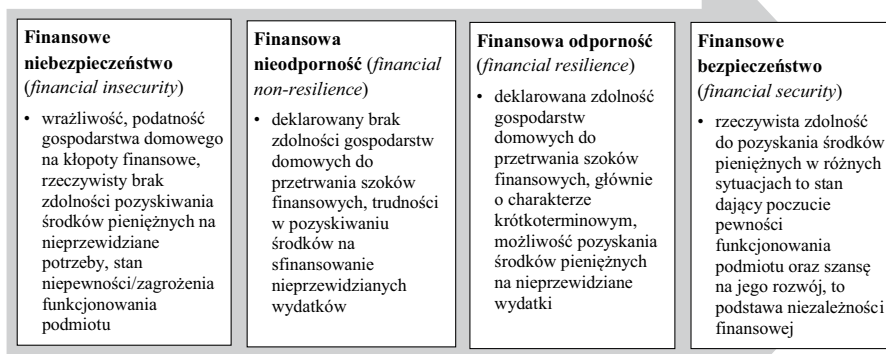 Finansowe
niebezpieczeństwo
(financial insecurity)
• wrażliwość, podatność
gospodarstwa domowego
na kłopoty finansowe,
rzeczywisty brak
zdolności pozyskiwania
środków pieniężnych na
nieprzewidziane
potrzeby, stan
niepewności/zagrożenia
funkcjonowania
podmiotu
Finansowa
nieodporność (financial
non-resilience)
• deklarowany brak
zdolności gospodarstw
domowych do
przetrwania szoków
finansowych, trudności
w pozyskiwaniu
środków na
sfinansowanie
nieprzewidzianych
wydatków
Finansowa odporność
(financial resilience)
• deklarowana zdolność
gospodarstw
domowych do
przetrwania szoków
finansowych, głównie
o charakterze
krótkoterminowym,
możliwość pozyskania
środków pieniężnych
na nieprzewidziane
wydatki
Finansowe
bezpieczeństwo
(financial security)
• rzeczywista zdolność
do pozyskania środków
pieniężnych w różnych
sytuacjach to stan
dający poczucie
pewności
funkcjonowania
podmiotu oraz szansę
na jego rozwój, to
podstawa niezależności
finansowej